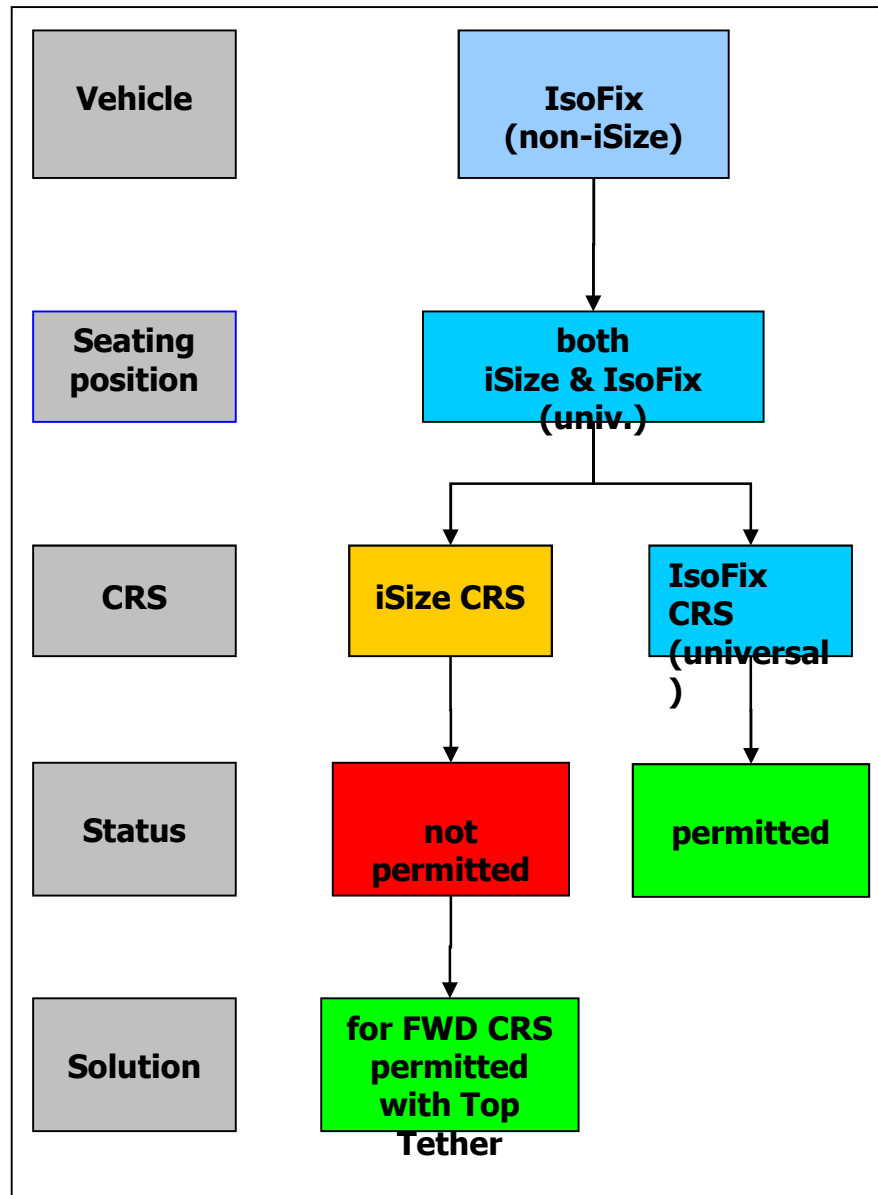 Vehicle
IsoFix
(non-iSize)
Seating
position
both
iSize & IsoFix
(univ.)
CRS
iSize CRS
IsoFix
CRS
(universal
)
Status
not
permitted
permitted
Solution
for FWD CRS
permitted
with Top
Tether